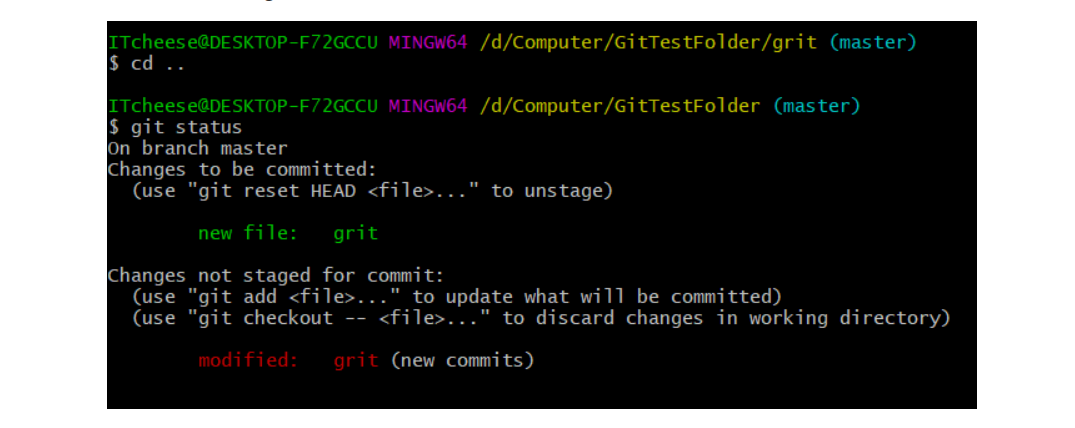 ITcheese@DESKTOP-F72GCCU MINGW64 /d/Computer/GitTestFolder/grit (master)
$ cd ..
ITcheese@DESKTOP-F72GCCU MINGW64 /d/Computer/GitTestFolder (master)
$ git status
On branch master
Changes to be committed:
  (use "git reset HEAD <file>..." to unstage)
        new file:   grit
Changes not staged for commit:
  (use "git add <file>..." to update what will be committed)
  (use "git checkout -- <file>..." to discard changes in working directory)
        modified:   grit (new commits)